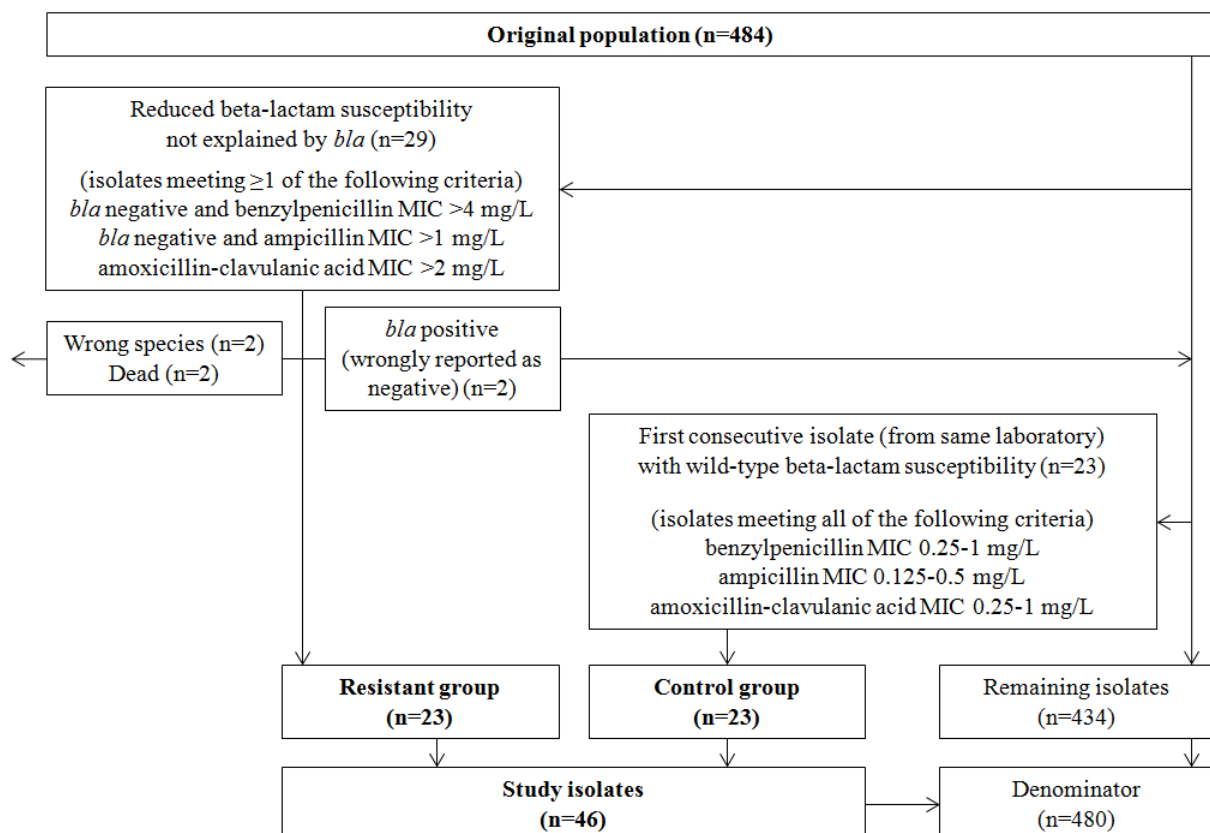 Original population (n=484)
Reduced beta-lactam susceptibility
not explained by bla (n=29)
(isolates meeting ≥1 of the following criteria)
bla negative and benzylpenicillin MIC >4 mg/L
bla negative and ampicillin MIC >1 mg/L
amoxicillin-clavulanic acid MIC >2 mg/L
Wrong species (n=2)
Dead (n=2)
bla positive
(wrongly reported as
negative) (n=2)
First consecutive isolate (from same laboratory)
with wild-type beta-lactam susceptibility (n=23)
(isolates meeting all of the following criteria)
benzylpenicillin MIC 0.25-1 mg/L
ampicillin MIC 0.125-0.5 mg/L
amoxicillin-clavulanic acid MIC 0.25-1 mg/L
Resistant group
(n=23)
Control group
(n=23)
Remaining isolates
(n=434)
Study isolates
(n=46)
Denominator
(n=480)